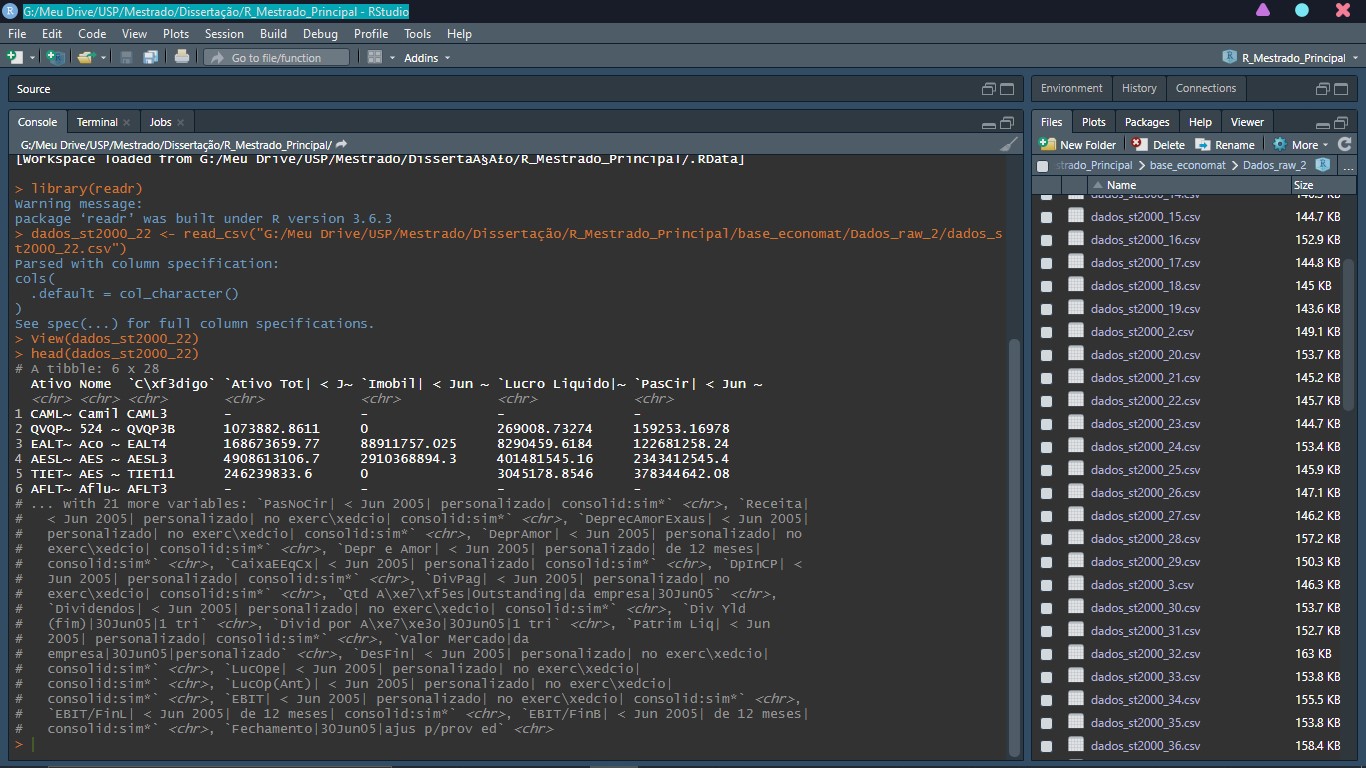 G:/Meu Drive/USP/Mestrado/Dissertação/R_Mestrado_Principal - RStudio
File Edit Code View Plots Session Build Debug Profile Tools Help
Go to file/function Addins R_Mestrado_Principal
Source
Console Terminal Jobs
G:/Meu Drive/USP/Mestrado/Dissertação/R_Mestrado_Principal/
[Workspace loaded from G:/Meu Drive/USP/Mestrado/DissertaÃ§Ã£o/R_Mestrado_Principal/.RData]
> library(readr)
Warning message:
package ‘readr’ was built under R version 3.6.3
> dados_st2000_22 <- read_csv("G:/Meu Drive/USP/Mestrado/Dissertação/R_Mestrado_Principal/base_economat/Dados_raw_2/dados_s
t2000_22.csv")
Parsed with column specification:
cols(
.default = col_character()
)
See spec(...) for full column specifications.
> View(dados_st2000_22)
> head(dados_st2000_22)
# A tibble: 6 x 28
Ativo Nome `C\xf3digo` `Ativo Tot| < J~ `Imobil| < Jun ~ `Lucro Liquido|~ `PasCir| < Jun ~
<chr> <chr> <chr> <chr> <chr> <chr> <chr>
1 CAML~ Camil CAML3 - - - -
2 QVQP~ 524 ~ QVQP3B 1073882.8611 0 269008.73274 159253.16978
3 EALT~ Aco ~ EALT4 168673659.77 88911757.025 8290459.6184 122681258.24
4 AESL~ AES ~ AESL3 4908613106.7 2910368894.3 401481545.16 2343412545.4
5 TIET~ AES ~ TIET11 246239833.6 0 3045178.8546 378344642.08
6 AFLT~ Aflu~ AFLT3 - - - -
# ... with 21 more variables: `PasNoCir| < Jun 2005| personalizado| consolid:sim*` <chr>, `Receita|
# < Jun 2005| personalizado| no exerc\xedcio| consolid:sim*` <chr>, `DeprecAmorExaus| < Jun 2005|
# personalizado| no exerc\xedcio| consolid:sim*` <chr>, `DeprAmor| < Jun 2005| personalizado| no
# exerc\xedcio| consolid:sim*` <chr>, `Depr e Amor| < Jun 2005| personalizado| de 12 meses|
# consolid:sim*` <chr>, `CaixaEEqCx| < Jun 2005| personalizado| consolid:sim*` <chr>, `DpInCP| <
# Jun 2005| personalizado| consolid:sim*` <chr>, `DivPag| < Jun 2005| personalizado| no
# exerc\xedcio| consolid:sim*` <chr>, `Qtd A\xe7\xf5es|Outstanding|da empresa|30Jun05` <chr>,
# `Dividendos| < Jun 2005| personalizado| no exerc\xedcio| consolid:sim*` <chr>, `Div Yld
# (fim)|30Jun05|1 tri` <chr>, `Divid por A\xe7\xe3o|30Jun05|1 tri` <chr>, `Patrim Liq| < Jun
# 2005| personalizado| consolid:sim*` <chr>, `Valor Mercado|da
# empresa|30Jun05|personalizado` <chr>, `DesFin| < Jun 2005| personalizado| no exerc\xedcio|
# consolid:sim*` <chr>, `LucOpe| < Jun 2005| personalizado| no exerc\xedcio|
# consolid:sim*` <chr>, `LucOp(Ant)| < Jun 2005| personalizado| no exerc\xedcio|
# consolid:sim*` <chr>, `EBIT| < Jun 2005| personalizado| no exerc\xedcio| consolid:sim*` <chr>,
# `EBIT/FinL| < Jun 2005| de 12 meses| consolid:sim*` <chr>, `EBIT/FinB| < Jun 2005| de 12 meses|
# consolid:sim*` <chr>, `Fechamento|30Jun05|ajus p/prov ed` <chr>
>
Environment History Connections
Files Plots Packages Help Viewer
New Folder Delete Rename More
strado_Principal > base_economat > Dados_raw_2 ...
Name Size
dados_st2000_14.csv 146.3 KB
dados_st2000_15.csv 144.7 KB
dados_st2000_16.csv 152.9 KB
dados_st2000_17.csv 144.8 KB
dados_st2000_18.csv 145 KB
dados_st2000_19.csv 143.6 KB
dados_st2000_2.csv 149.1 KB
dados_st2000_20.csv 153.7 KB
dados_st2000_21.csv 145.2 KB
dados_st2000_22.csv 145.7 KB
dados_st2000_23.csv 144.7 KB
dados_st2000_24.csv 153.4 KB
dados_st2000_25.csv 145.9 KB
dados_st2000_26.csv 147.1 KB
dados_st2000_27.csv 146.2 KB
dados_st2000_28.csv 157.2 KB
dados_st2000_29.csv 150.3 KB
dados_st2000_3.csv 146.3 KB
dados_st2000_30.csv 153.7 KB
dados_st2000_31.csv 152.7 KB
dados_st2000_32.csv 163 KB
dados_st2000_33.csv 153.8 KB
dados_st2000_34.csv 155.5 KB
dados_st2000_35.csv 153.8 KB
dados_st2000_36.csv 158.4 KB